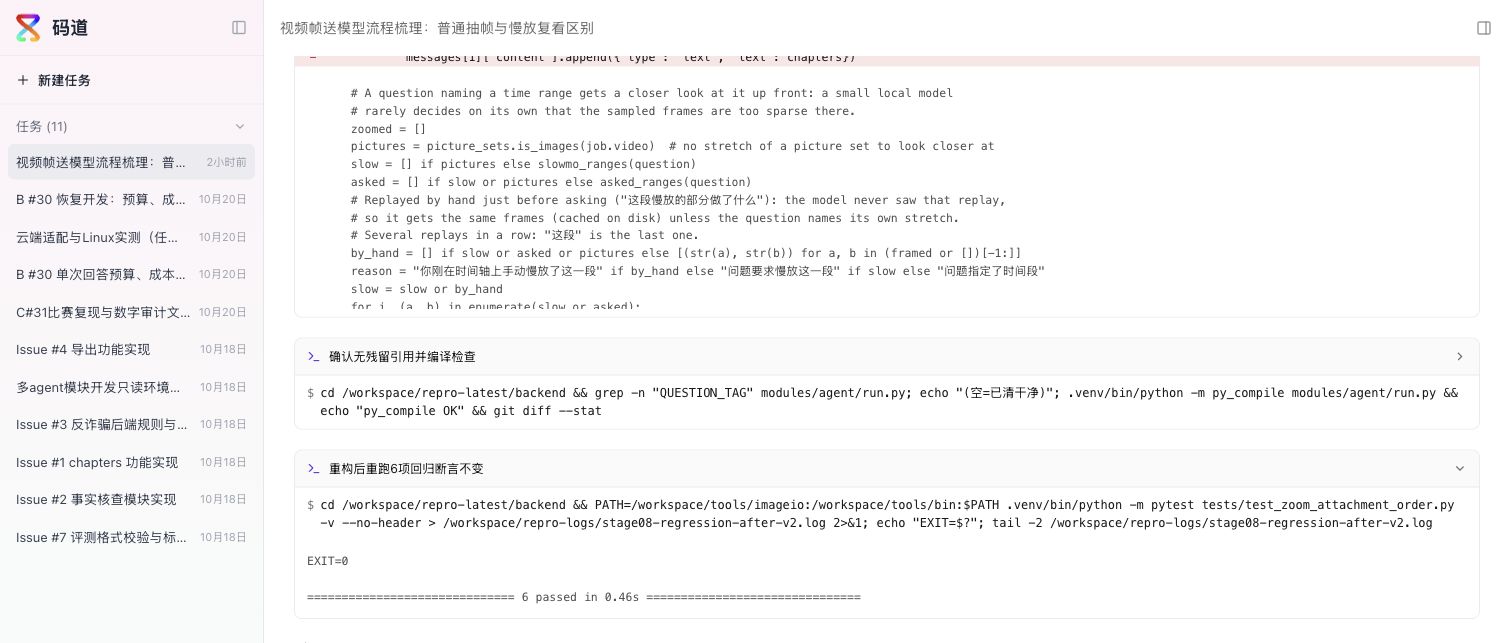 码道
视频帧送模型流程梳理：普通抽帧与慢放复看区别
新建任务
任务 (11)
视频帧送模型流程梳理：普... 2小时前
B #30 恢复开发：预算、成... 10月20日
云端适配与Linux实测（任... 10月20日
B #30 单次回答预算、成本... 10月20日
C#31比赛复现与数字审计文... 10月20日
Issue #4 导出功能实现 10月18日
多agent模块开发只读环境... 10月18日
Issue #3 反诈骗后端规则与... 10月18日
Issue #1 chapters 功能实现 10月18日
Issue #2 事实核查模块实现 10月18日
Issue #7 评测格式校验与标... 10月18日
- messages[i]["content"].append({"type": "text", "text": chapters})
# A question naming a time range gets a closer look at it up front: a small local model
# rarely decides on its own that the sampled frames are too sparse there.
zoomed = []
pictures = picture_sets.is_images(job.video)  # no stretch of a picture set to look closer at
slow = [] if pictures else slowmo_ranges(question)
asked = [] if slow or pictures else asked_ranges(question)
# Replayed by hand just before asking ("这段慢放的部分做了什么"): the model never saw that replay,
# so it gets the same frames (cached on disk) unless the question names its own stretch.
# Several replays in a row: "这段" is the last one.
by_hand = [] if slow or asked or pictures else [(str(a), str(b)) for a, b in (framed or [])[-1:]]
reason = "你刚在时间轴上手动慢放了这一段" if by_hand else "问题要求慢放这一段" if slow else "问题指定了时间段"
slow = slow or by_hand
for i, (a, b) in enumerate(slow or asked):
确认无残留引用并编译检查
$ cd /workspace/repro-latest/backend && grep -n "QUESTION_TAG" modules/agent/run.py; echo "(空=已清干净)"; .venv/bin/python -m py_compile modules/agent/run.py &&
echo "py_compile OK" && git diff --stat
重构后重跑6项回归断言不变
$ cd /workspace/repro-latest/backend && PATH=/workspace/tools/imageio:/workspace/tools/bin:$PATH .venv/bin/python -m pytest tests/test_zoom_attachment_order.py
-v --no-header > /workspace/repro-logs/stage08-regression-after-v2.log 2>&1; echo "EXIT=$?"; tail -2 /workspace/repro-logs/stage08-regression-after-v2.log
EXIT=0
============================== 6 passed in 0.46s ===============================